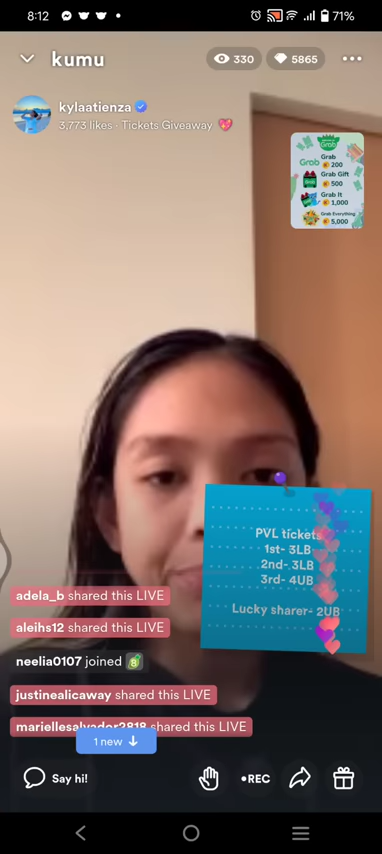 8:12
71%
kumu
330
5865
kylaatienza
3,773 likes · Tickets Giveaway
Grab
Grab
Grab
200
Grab Gift
500
Grab It
1,000
Grab Everything
5,000
PVL tickets
1st- 3LB
2nd- 3LB
3rd- 4UB
Lucky sharer- 2UB
adela_b shared this LIVE
aleihs12 shared this LIVE
neelia0107 joined
justinealicaway shared this LIVE
mariellesalvador2818 shared this LIVE
1 new
Say hi!
•REC